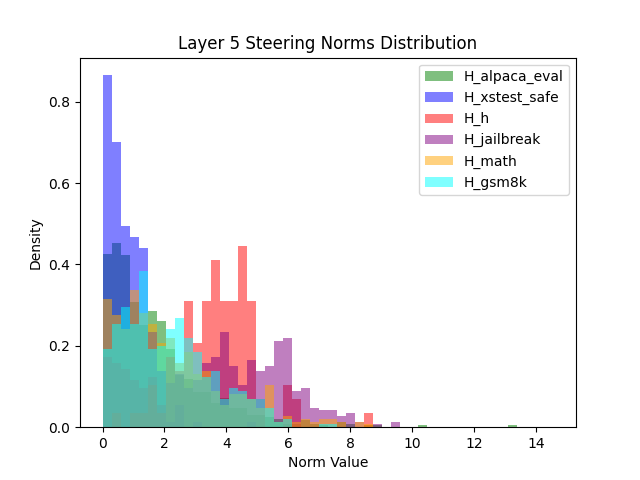 Layer 5 Steering Norms Distribution
H_alpaca_eval
H_xstest_safe
H_h
H_jailbreak
H_math
H_gsm8k
Density
0.8
0.6
0.4
0.2
0.0
0 2 4 6 8 10 12 14
Norm Value